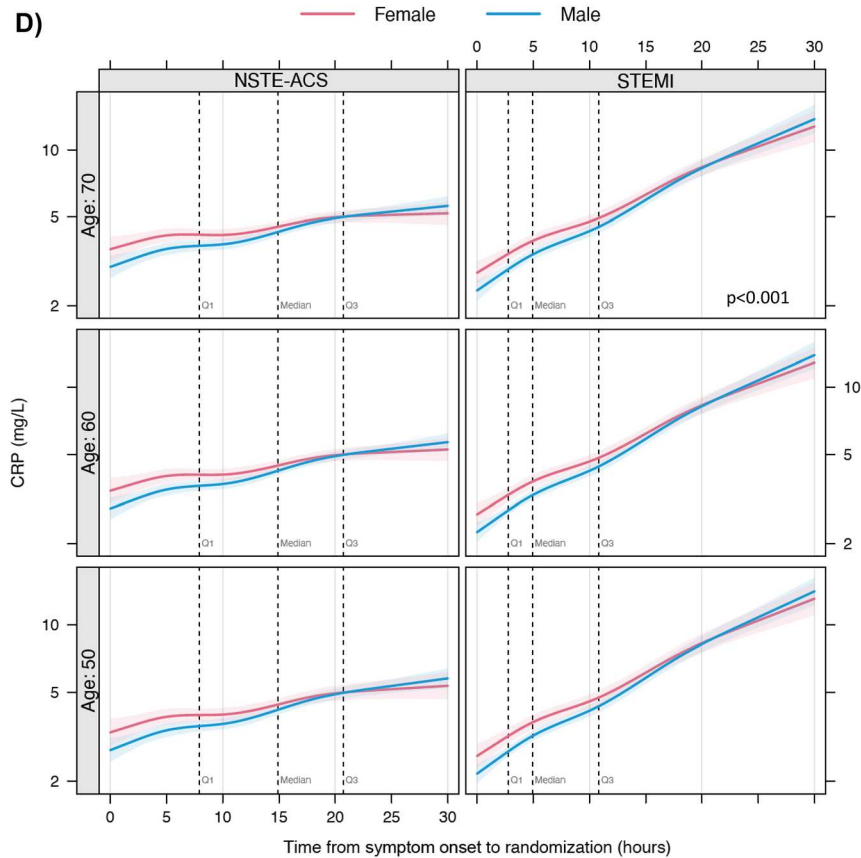 D)
Female Male
0 5 10 15 20 25 30
NSTE-ACS STEMI
Age: 70
10
5
2
Q1 Median Q3
Q1 Median Q3
p<0.001
Age: 60
10
5
2
Q1 Median Q3
Q1 Median Q3
CRP (mg/L)
Age: 50
10
5
2
Q1 Median Q3
Q1 Median Q3
0 5 10 15 20 25 30
Time from symptom onset to randomization (hours)